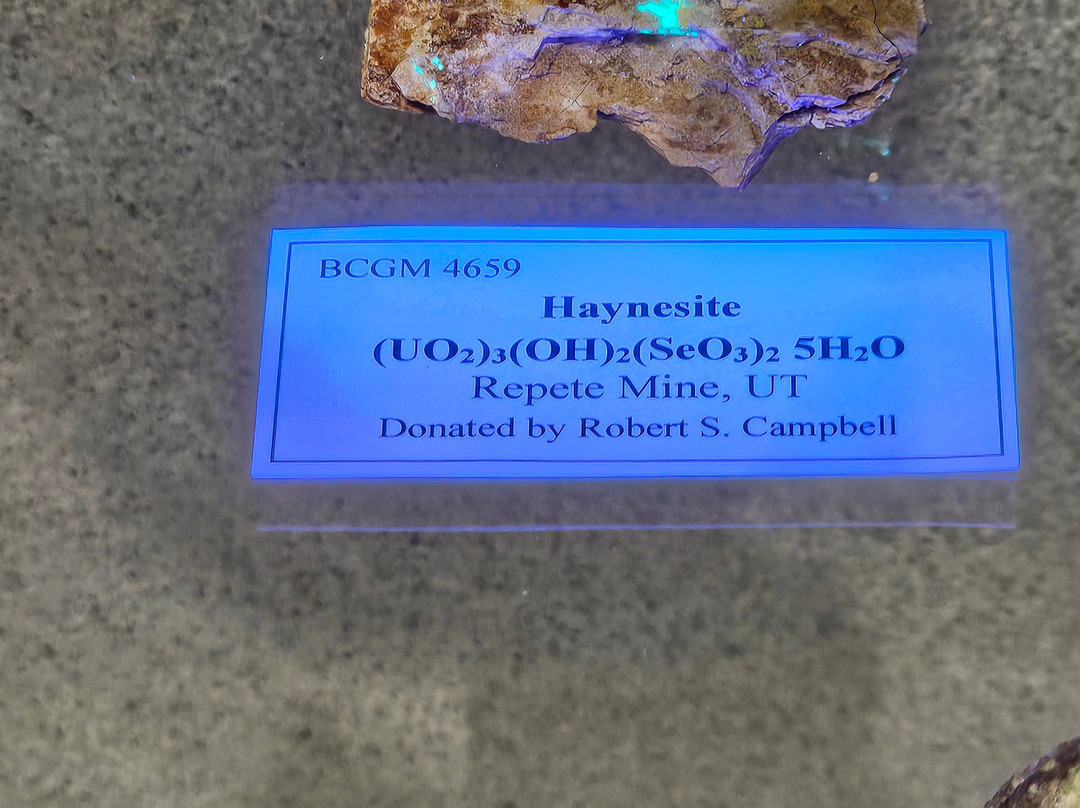 BCGM 4659
Haynesite
(UO₂)₃(OH)₂(SeO₃)₂ 5H₂O
Repete Mine, UT
Donated by Robert S. Campbell